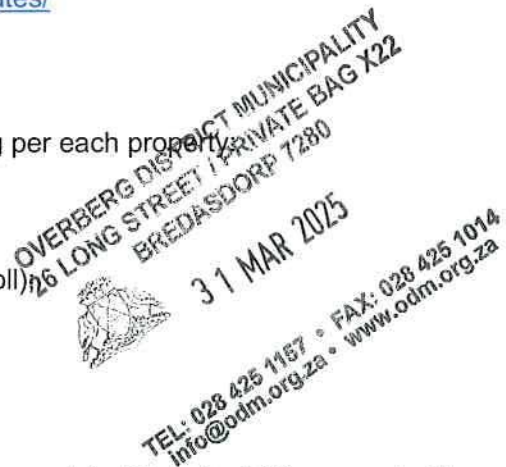 ates/
per each property:
oll);
OVERBERG DISTRICT MUNICIPALITY
26 LONG STREET / PRIVATE BAG X22
BREDASDORP 7280
31 MAR 2025
TEL: 028 425 1157 • FAX: 028 425 1014
info@odm.org.za • www.odm.org.za